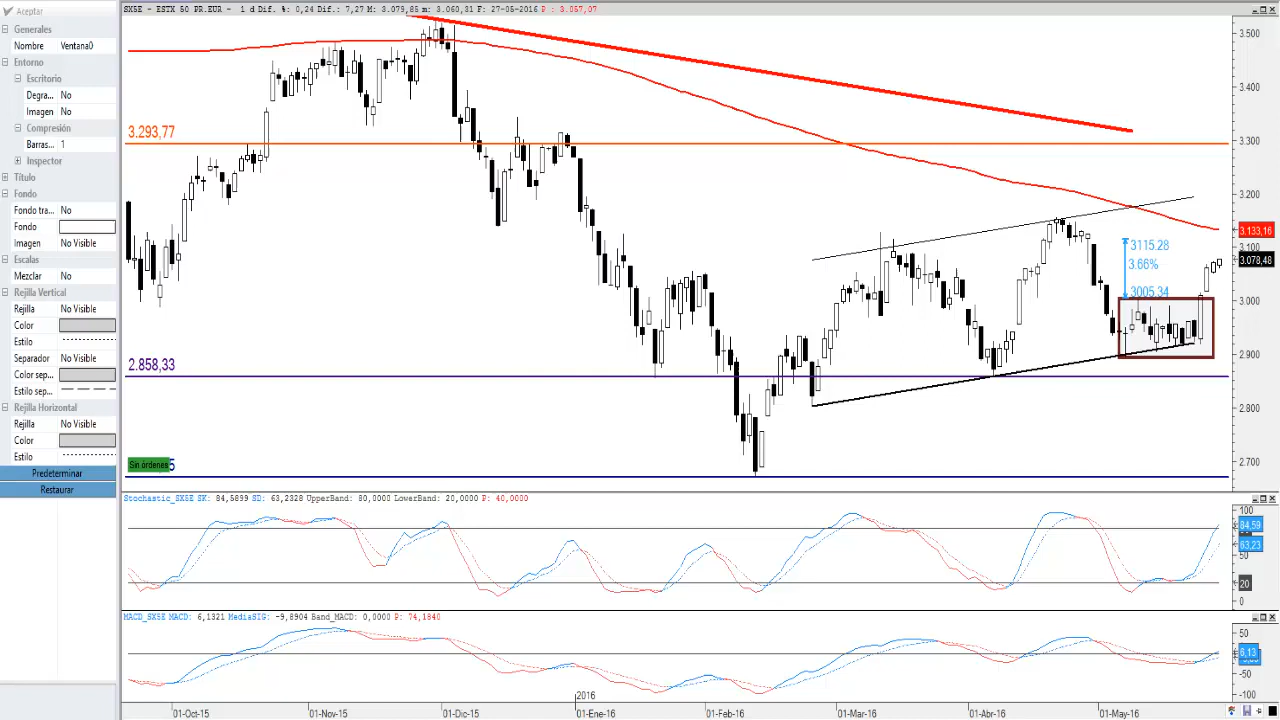 Aceptar
Generales
Nombre Ventana0
Entorno
Escritorio
Degra... No
Imagen No
Compresión
Barras... 1
Inspector
Título
Fondo
Fondo tra... No
Fondo
Imagen No Visible
Escalas
Mezclar No
Rejilla Vertical
Rejilla No Visible
Color
Estilo
Separador No Visible
Color sep...
Estilo sep...
Rejilla Horizontal
Rejilla No Visible
Color
Estilo
Predeterminar
Restaurar
SX5E - ESTX 50 PR.EUR - 1 d Dif. %: 0,24 Dif.: 7,27 M: 3.079,85 m: 3.060,31 F: 27-05-2016 P : 3.057,07
3.293,77
2.858,33
Sin órdenes 5
3115.28
3.66%
3005.34
3.500
3.400
3.300
3.200
3.133,16
3.100
3.078,48
3.000
2.900
2.800
2.700
Stochastic_SX5E SK: 84,5899 SD: 63,2328 UpperBand: 80,0000 LowerBand: 20,0000 P: 40,0000
100
84,59
63,23
50
20
0
MACD_SX5E MACD: 6,1321 MediaSIG: -9,8904 Band_MACD: 0,0000 P: 74,1840
50
6,13
-50
-100
2016
01-Oct-15
01-Nov-15
01-Dic-15
01-Ene-16
01-Feb-16
01-Mar-16
01-Abr-16
01-May-16